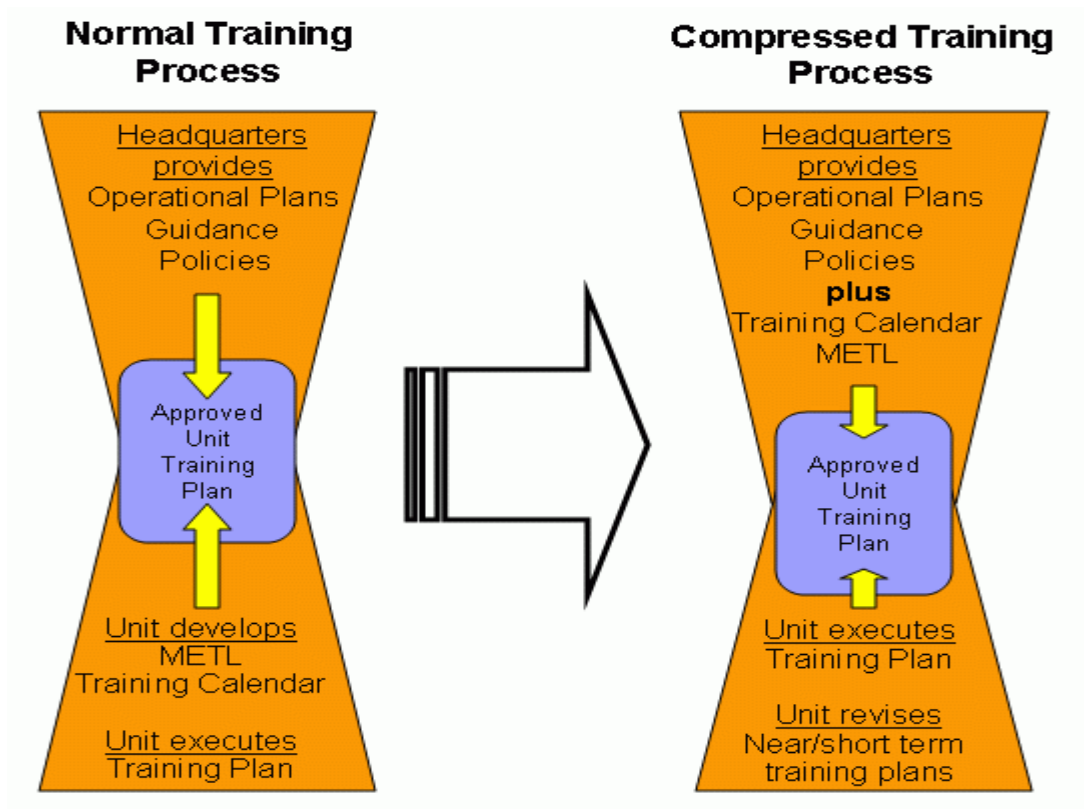 Normal Training
Process
Headquarters
provides
Operational Plans
Guidance
Policies
Approved
Unit
Training
Plan
Unit develops
METL
Training Calendar
Unit executes
Training Plan
Compressed Training
Process
Headquarters
provides
Operational Plans
Guidance
Policies
plus
Training Calendar
METL
Approved
Unit
Training
Plan
Unit executes
Training Plan
Unit revises
Near/short term
training plans